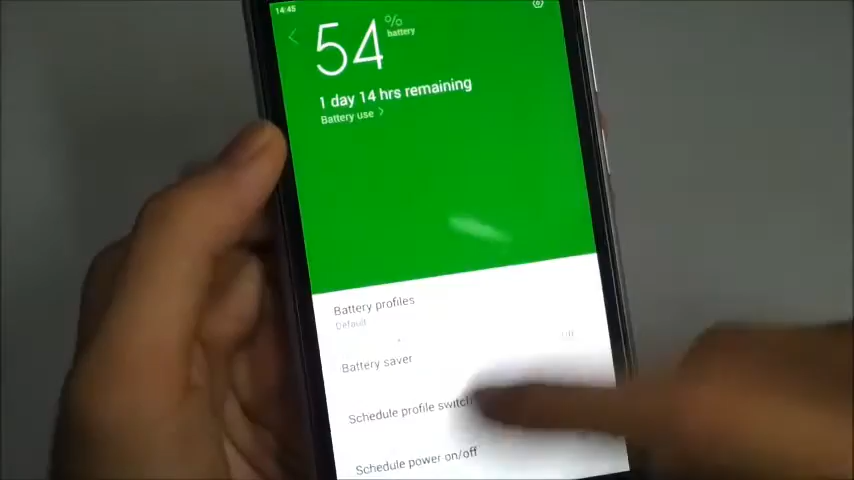 14:45
54 %
battery
1 day 14 hrs remaining
Battery use >
Battery profiles
Default
Battery saver
Off
Schedule profile switch
Schedule power on/off